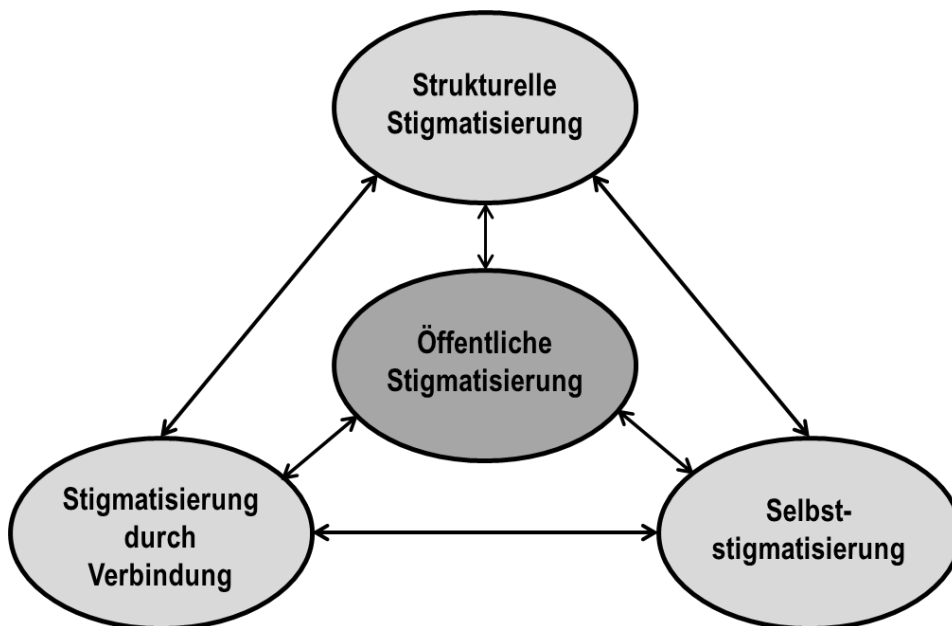 Strukturelle
Stigmatisierung
Öffentliche
Stigmatisierung
Stigmatisierung
durch
Verbindung
Selbst-
stigmatisierung